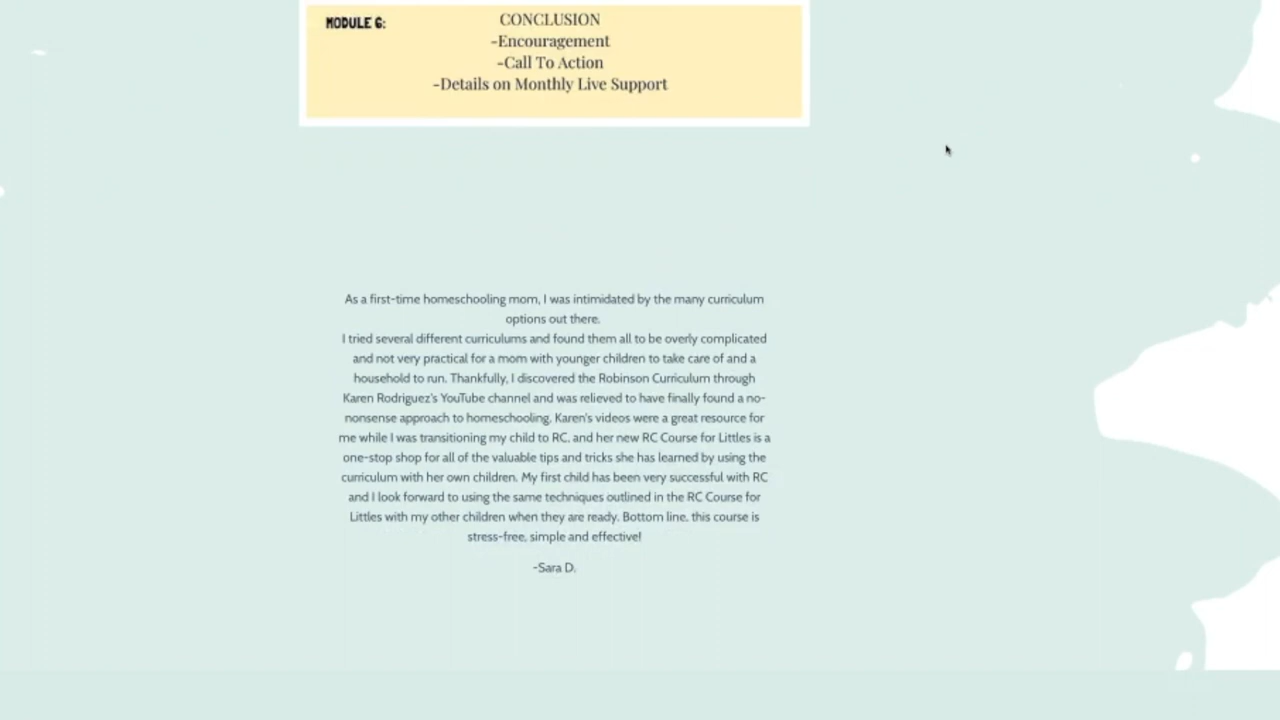 MODULE 6:
CONCLUSION
-Encouragement
-Call To Action
-Details on Monthly Live Support
As a first-time homeschooling mom, I was intimidated by the many curriculum
options out there.
I tried several different curriculums and found them all to be overly complicated
and not very practical for a mom with younger children to take care of and a
household to run. Thankfully, I discovered the Robinson Curriculum through
Karen Rodriguez's YouTube channel and was relieved to have finally found a no-
nonsense approach to homeschooling. Karen's videos were a great resource for
me while I was transitioning my child to RC, and her new RC Course for Littles is a
one-stop shop for all of the valuable tips and tricks she has learned by using the
curriculum with her own children. My first child has been very successful with RC
and I look forward to using the same techniques outlined in the RC Course for
Littles with my other children when they are ready. Bottom line, this course is
stress-free, simple and effective!
-Sara D.